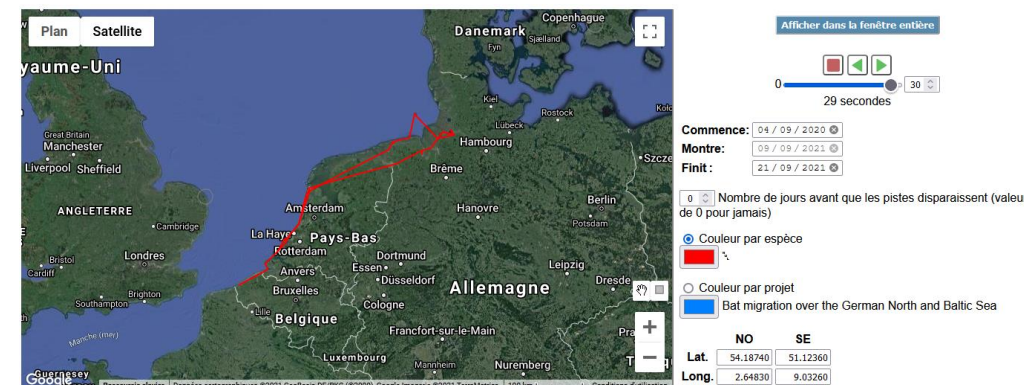 Plan
Satellite
Danemark
Copenhague
Sjælland
Fyn
yaume-Uni
Kiel
Rostock
Lübeck
Hambourg
Great Britain
Manchester
Liverpool
Sheffield
Brême
Szcze
ANGLETERRE
Amsterdam
Hanovre
Berlin
Potsdam
Cambridge
La Haye
Pays-Bas
Rotterdam
Bristol
Londres
Cardiff
Anvers
Essen
Dortmund
Düsseldorf
Leipzig
Dresde
Allemagne
Brighton
Southampton
Bruxelles
Cologne
Lille
Belgique
Manche (mer)
Francfort-sur-le-Main
Pra
Luxembourg
Mannheim
Nuremberg
Guernesey
Google
Afficher dans la fenêtre entière
0
30
29 secondes
Commence: 04 / 09 / 2020
Montre: 09 / 09 / 2021
Finit : 21 / 09 / 2021
0 Nombre de jours avant que les pistes disparaissent (valeu
de 0 pour jamais)
Couleur par espèce
Couleur par projet
Bat migration over the German North and Baltic Sea
NO SE
Lat. 54.18740 51.12360
Long. 2.64830 9.03260